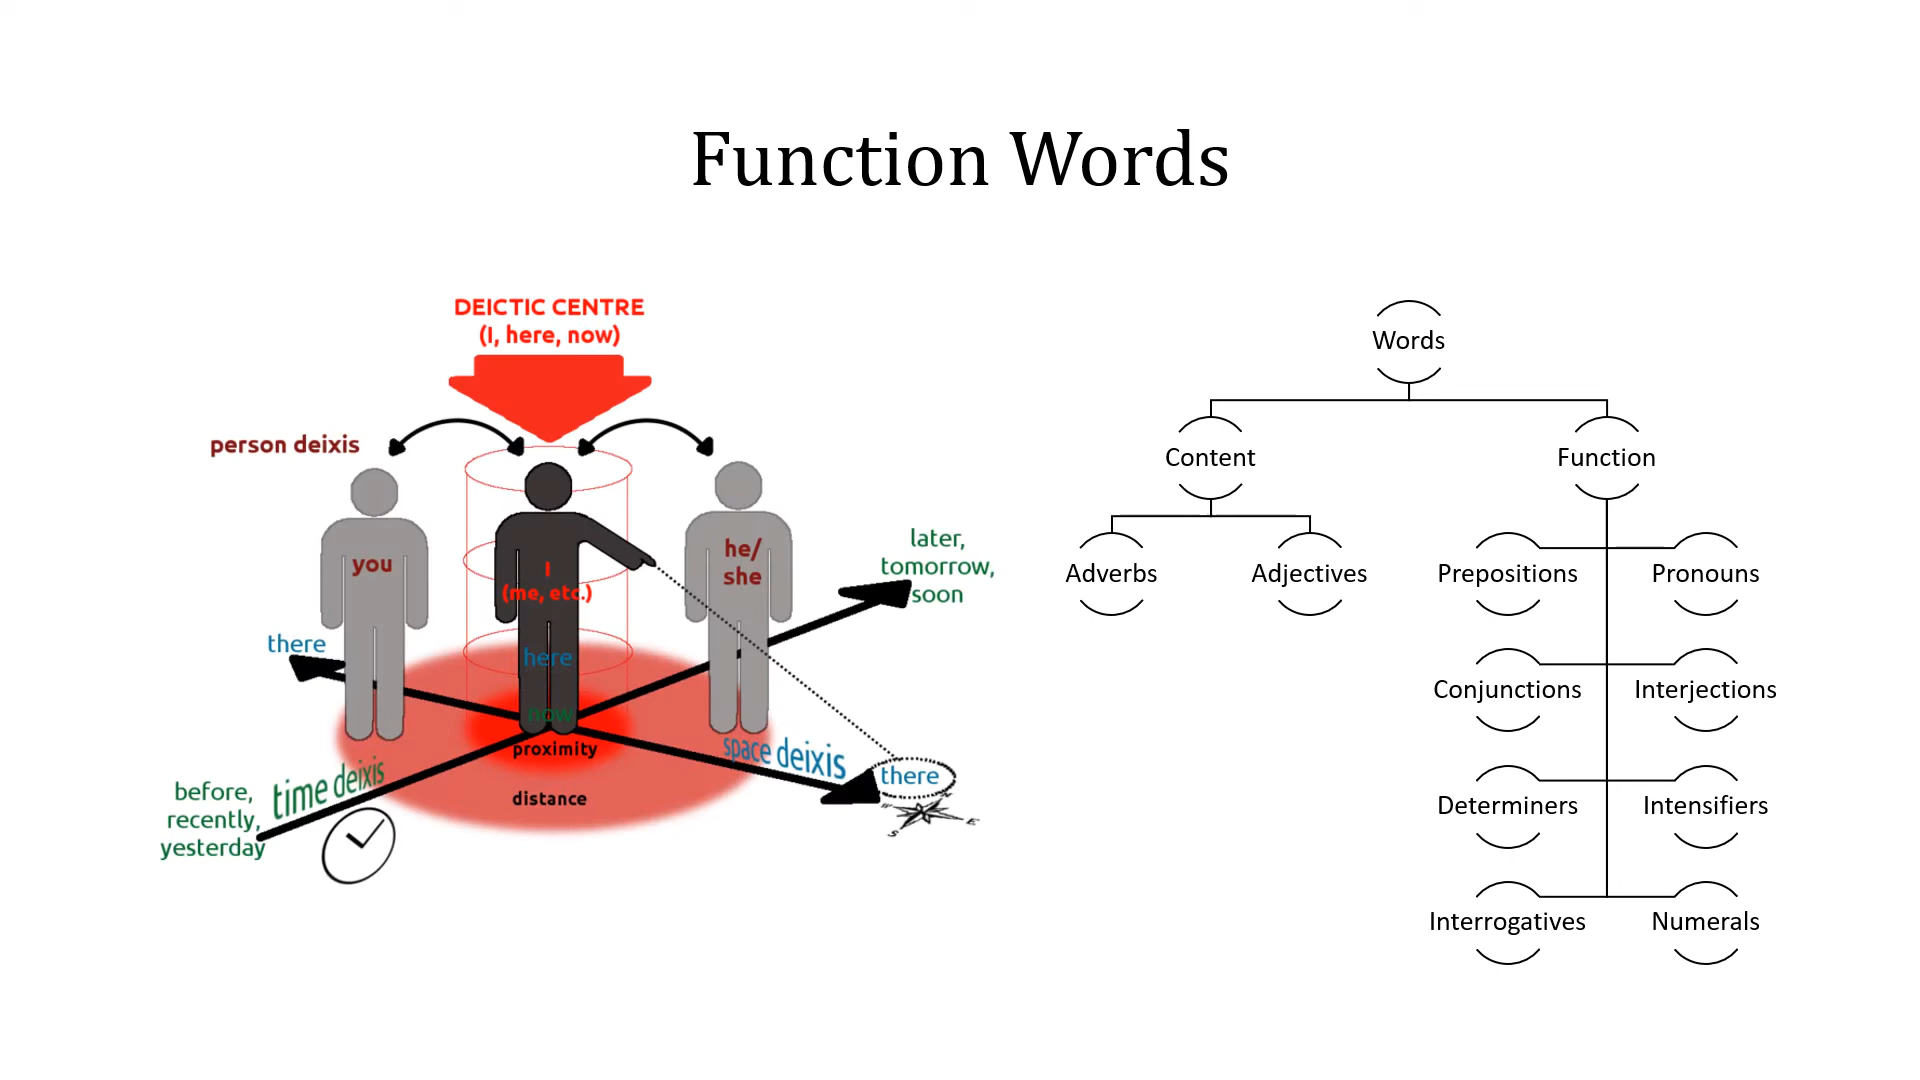 Function Words
DEICTIC CENTRE
(I, here, now)
person deixis
you
I
(me, etc.)
he/
she
later,
tomorrow,
soon
there
here
now
proximity
distance
space deixis
there
time deixis
before,
recently,
yesterday
N
W
S
E
Words
Content
Function
Adverbs
Adjectives
Prepositions
Pronouns
Conjunctions
Interjections
Determiners
Intensifiers
Interrogatives
Numerals